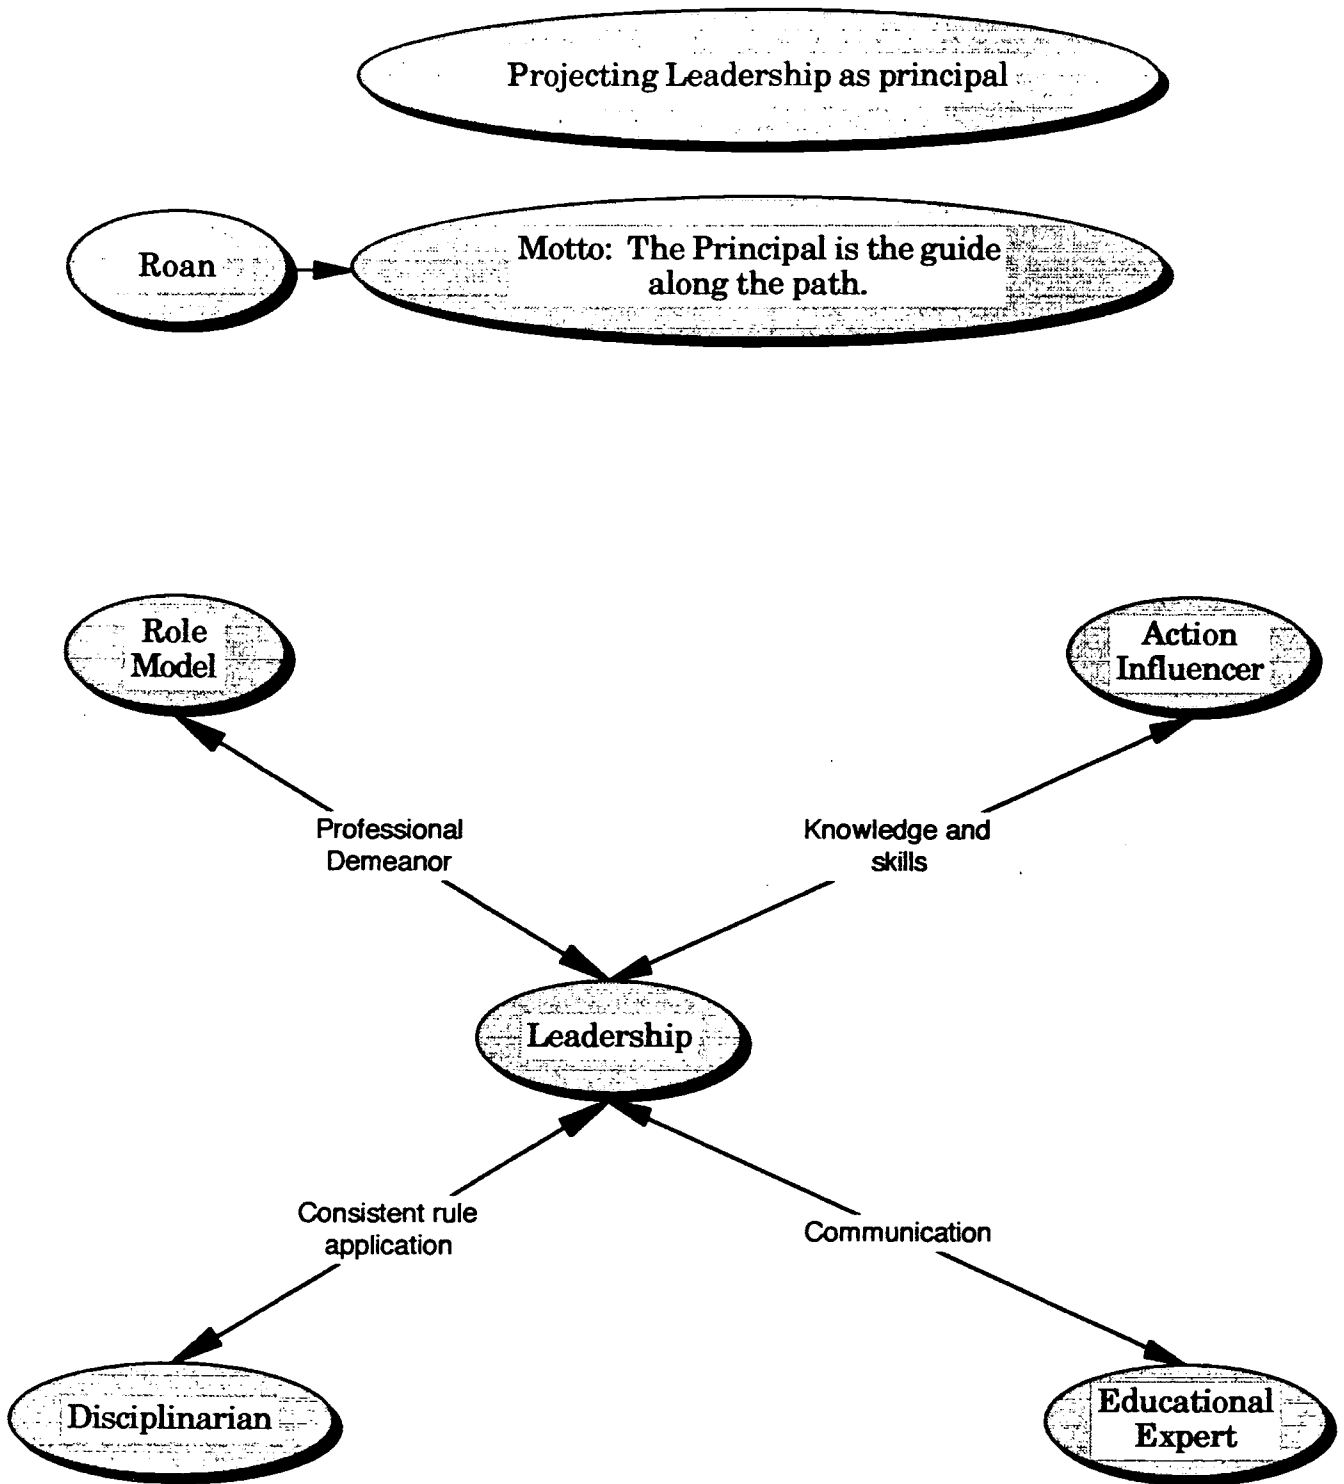 Projecting Leadership as principal
Roan
Motto: The Principal is the guide
along the path.
Role
Model
Action
Influencer
Professional
Demeanor
Knowledge and
skills
Leadership
Consistent rule
application
Communication
Disciplinarian
Educational
Expert